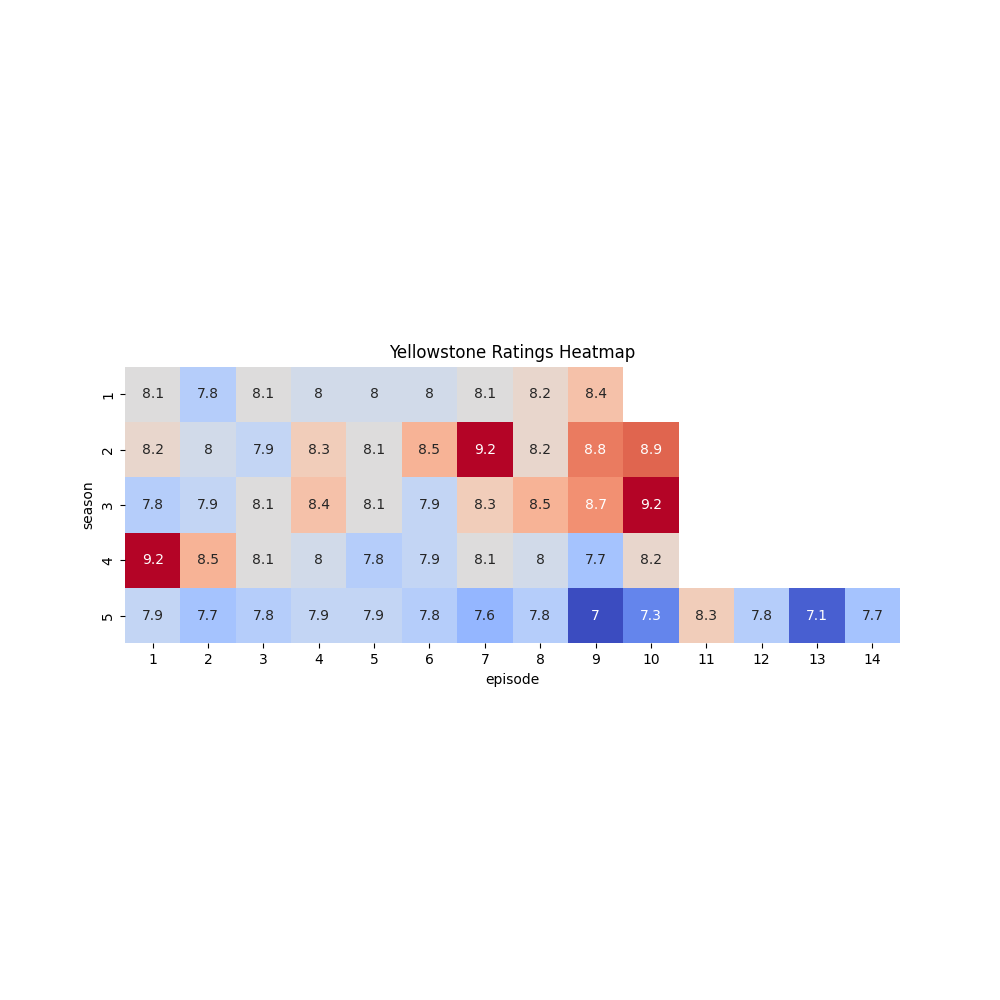 Yellowstone Ratings Heatmap
1 8.1 7.8 8.1 8 8 8 8.1 8.2 8.4
2 8.2 8 7.9 8.3 8.1 8.5 9.2 8.2 8.8 8.9
3 7.8 7.9 8.1 8.4 8.1 7.9 8.3 8.5 8.7 9.2
4 9.2 8.5 8.1 8 7.8 7.9 8.1 8 7.7 8.2
5 7.9 7.7 7.8 7.9 7.9 7.8 7.6 7.8 7 7.3 8.3 7.8 7.1 7.7
season
1 2 3 4 5 6 7 8 9 10 11 12 13 14
episode